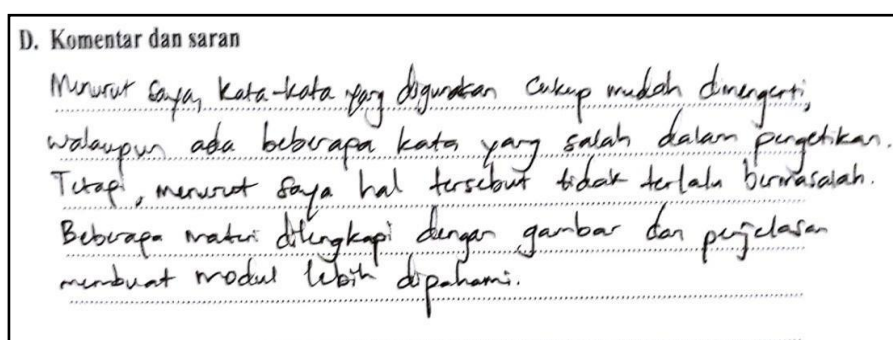 D. Komentar dan saran
Menurut saya, kata-kata yang digunakan cukup mudah dimengerti,
walaupun ada beberapa kata yang salah dalam pengetikan.
Tetapi, menurut saya hal tersebut tidak terlalu bermasalah.
Beberapa materi dilengkapi dengan gambar dan penjelasan
membuat modul lebih dipahami.